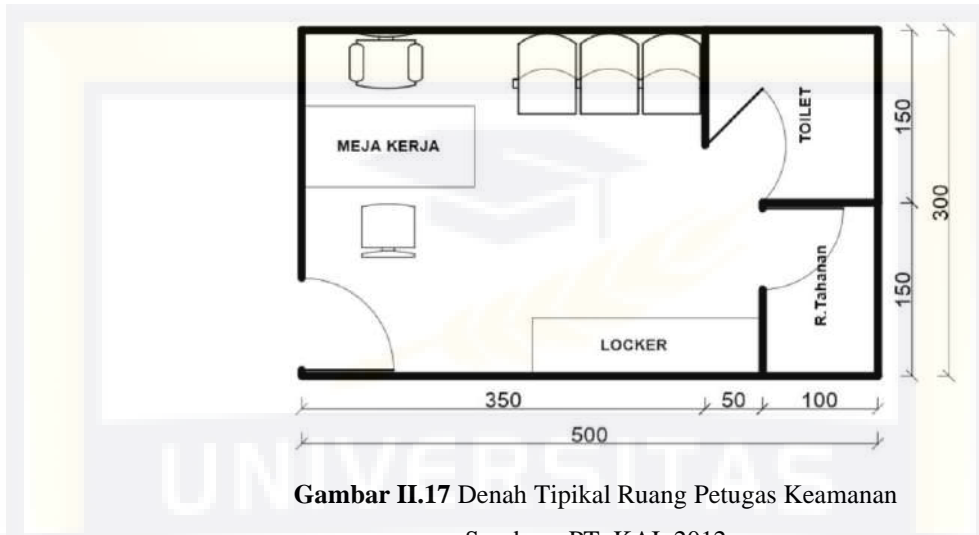 MEJA KERJA
TOILET
150
300
R.Tahanan
150
LOCKER
350 50 100
500
UNIVERSITAS
Gambar II.17 Denah Tipikal Ruang Petugas Keamanan